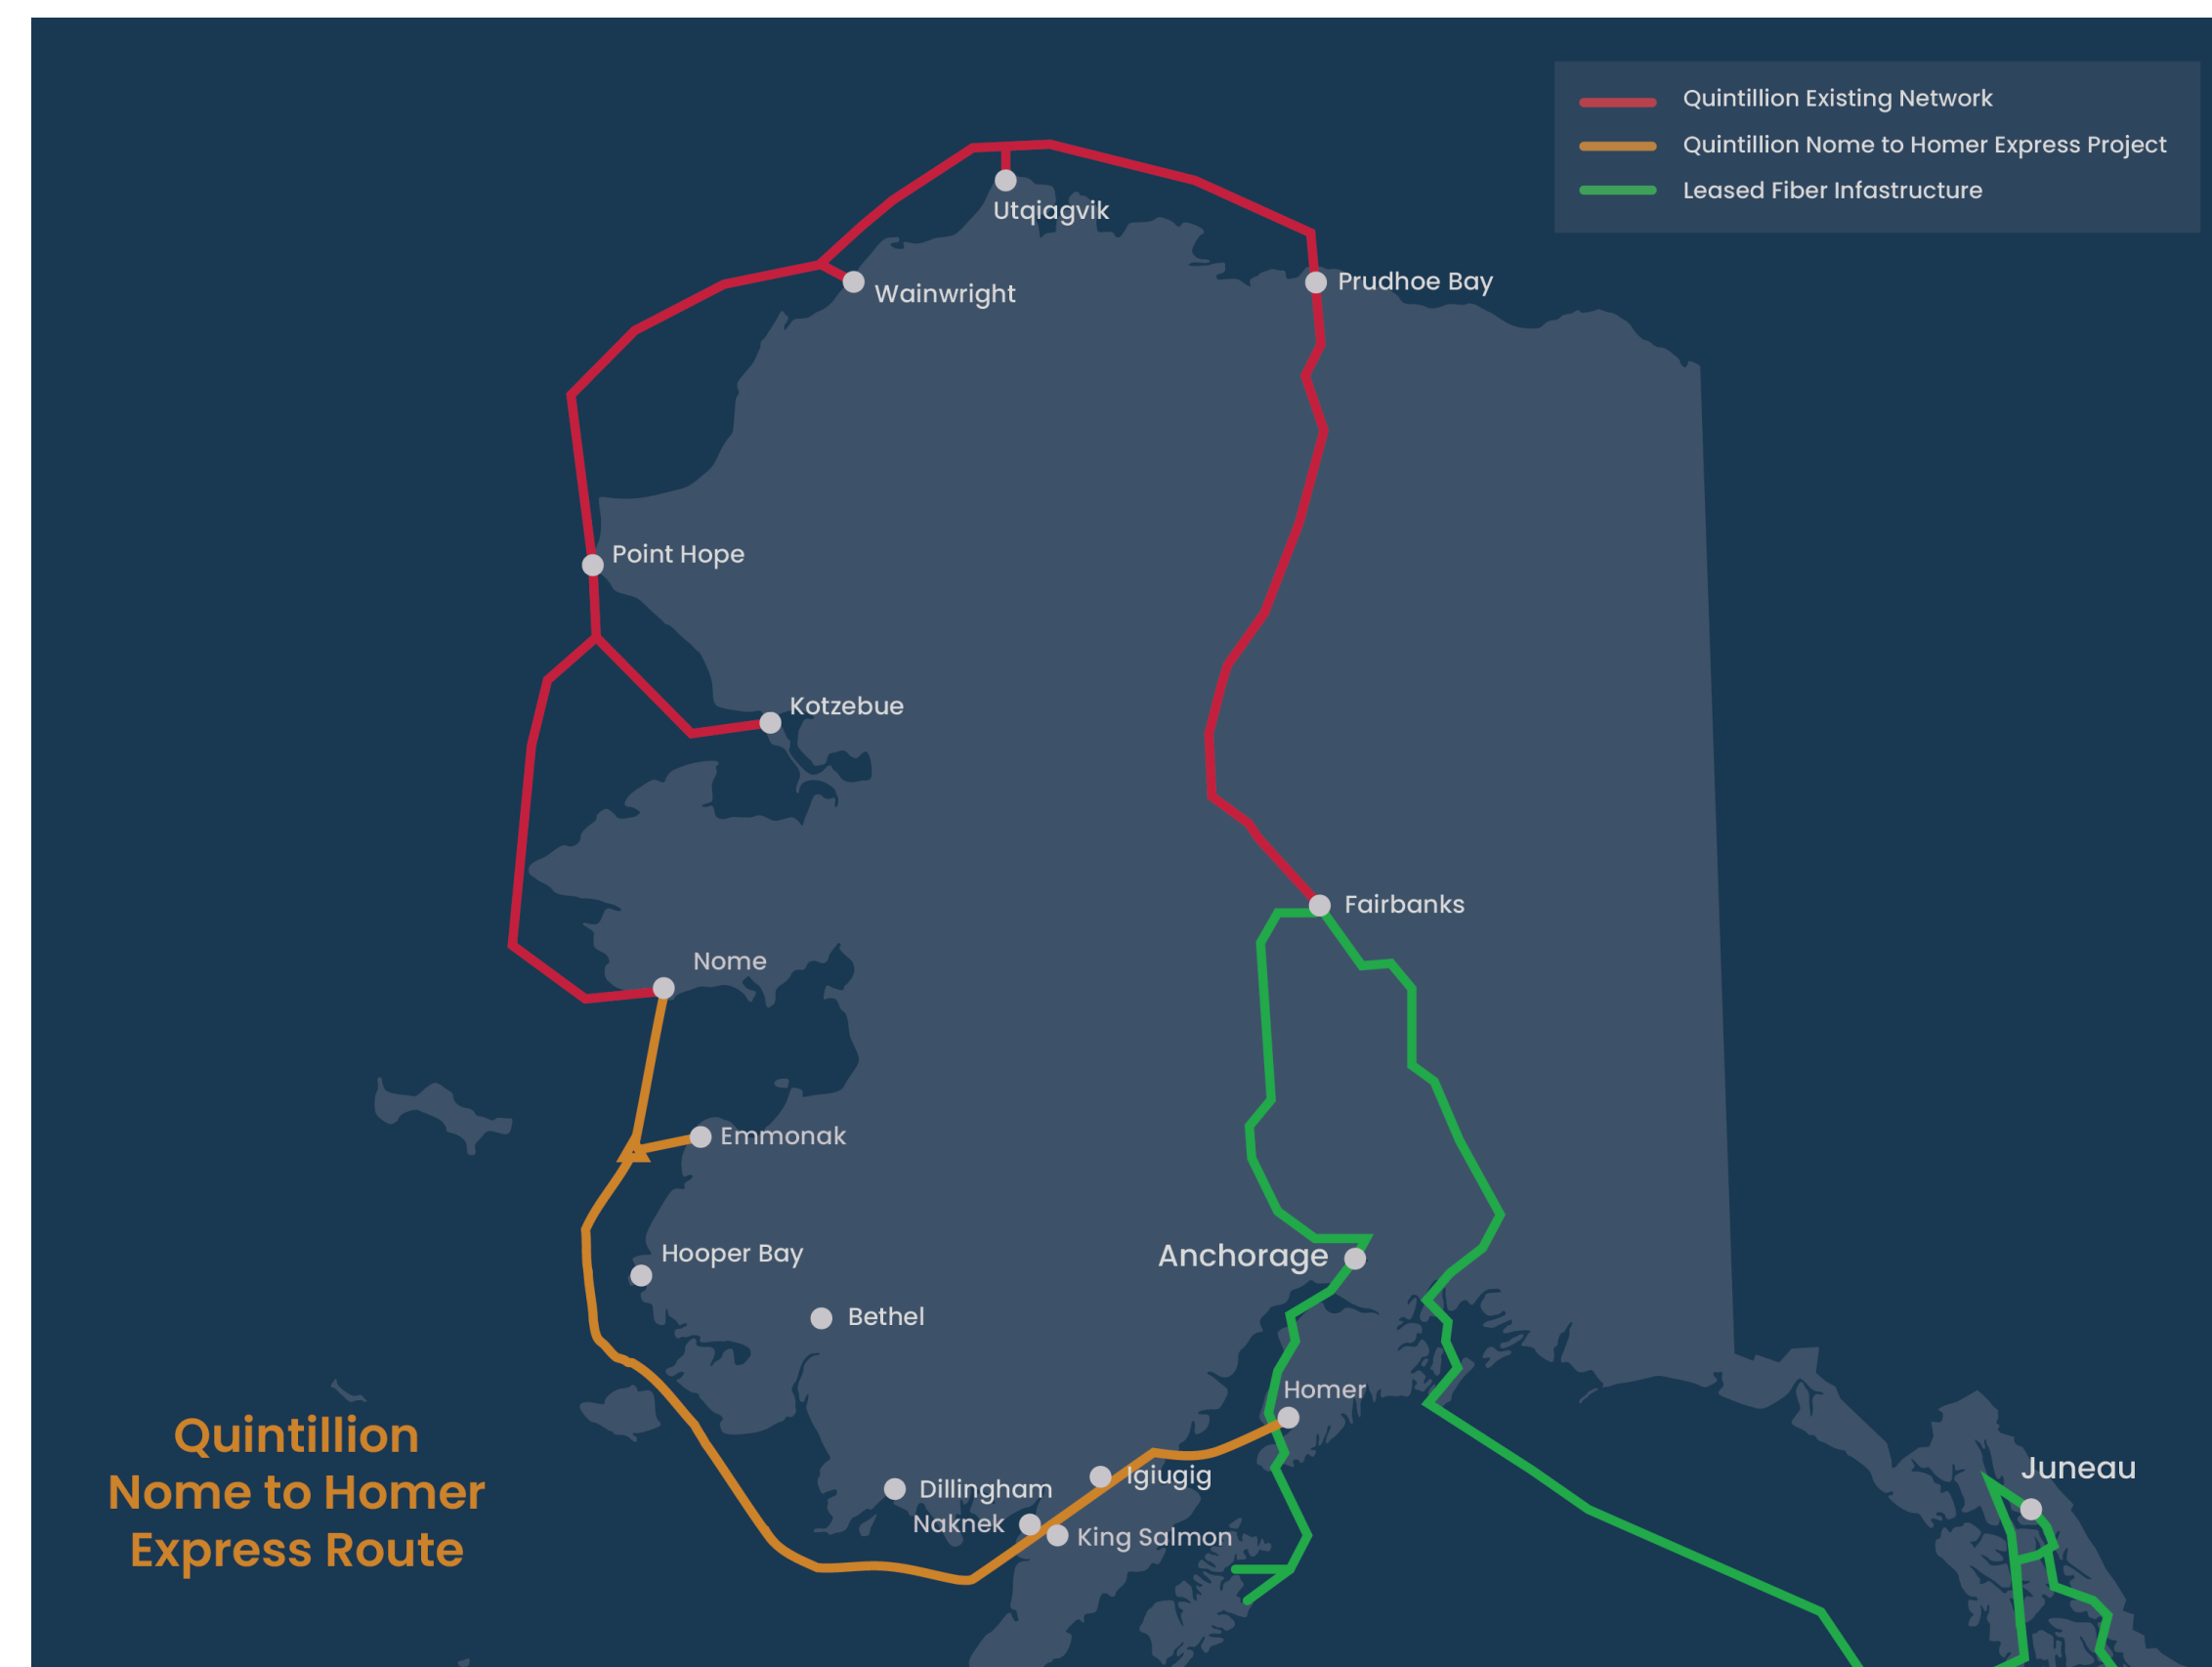 Quintillion Existing Network
Quintillion Nome to Homer Express Project
Leased Fiber Infastructure
Utqiagvik
Prudhoe Bay
Wainwright
Point Hope
Kotzebue
Fairbanks
Nome
Emmonak
Hooper Bay
Anchorage
Bethel
Homer
Quintillion
Nome to Homer
Express Route
Juneau
Igiugig
Dillingham
Naknek
King Salmon